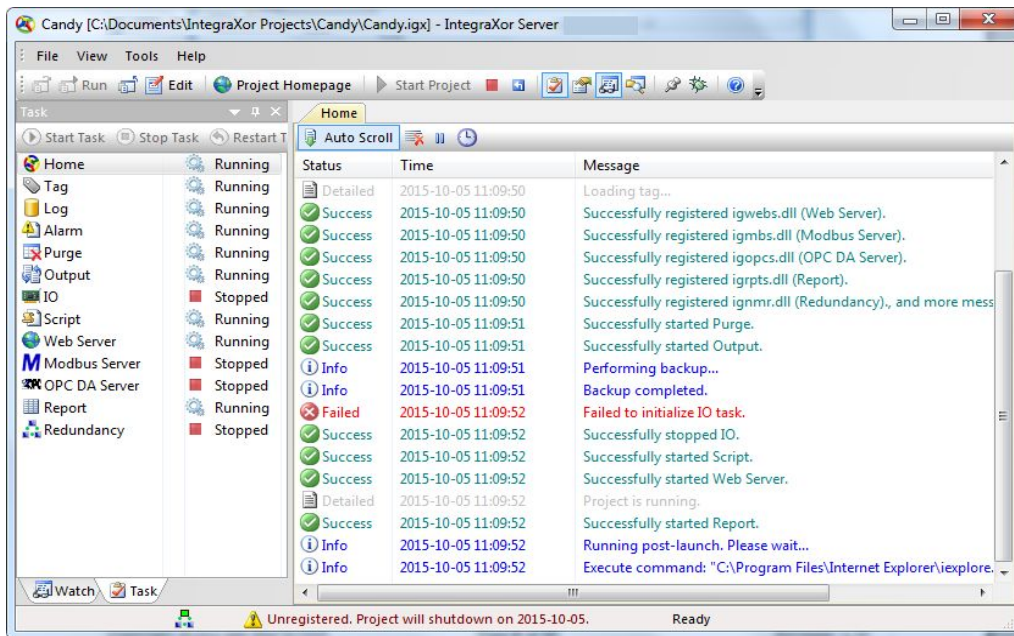 Candy [C:\Documents\IntegraXor Projects\Candy\Candy.igx] - IntegraXor Server
File View Tools Help
Run Edit Project Homepage Start Project
Task
Home
Start Task Stop Task Restart T
Auto Scroll
Home Running
Tag Running
Log Running
Alarm Running
Purge Running
Output Running
IO Stopped
Script Running
Web Server Running
Modbus Server Stopped
OPC DA Server Stopped
Report Running
Redundancy Stopped
Status Time Message
Detailed 2015-10-05 11:09:50 Loading tag...
Success 2015-10-05 11:09:50 Successfully registered igwebs.dll (Web Server).
Success 2015-10-05 11:09:50 Successfully registered igmbs.dll (Modbus Server).
Success 2015-10-05 11:09:50 Successfully registered igopcs.dll (OPC DA Server).
Success 2015-10-05 11:09:50 Successfully registered igrpts.dll (Report).
Success 2015-10-05 11:09:50 Successfully registered ignmr.dll (Redundancy)., and more mess
Success 2015-10-05 11:09:51 Successfully started Purge.
Success 2015-10-05 11:09:51 Successfully started Output.
Info 2015-10-05 11:09:51 Performing backup...
Info 2015-10-05 11:09:51 Backup completed.
Failed 2015-10-05 11:09:52 Failed to initialize IO task.
Success 2015-10-05 11:09:52 Successfully stopped IO.
Success 2015-10-05 11:09:52 Successfully started Script.
Success 2015-10-05 11:09:52 Successfully started Web Server.
Detailed 2015-10-05 11:09:52 Project is running.
Success 2015-10-05 11:09:52 Successfully started Report.
Info 2015-10-05 11:09:52 Running post-launch. Please wait...
Info 2015-10-05 11:09:52 Execute command: "C:\Program Files\Internet Explorer\iexplore.
Watch Task
Unregistered. Project will shutdown on 2015-10-05. Ready